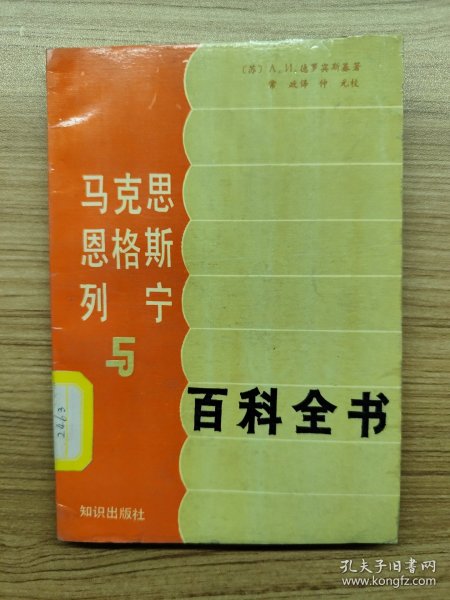 〔苏〕A.И.德罗宾斯基著
常政译 仲光校
马克思
恩格斯
列宁
与
百科全书
知识出版社
孔夫子旧书网
www.kongfz.com